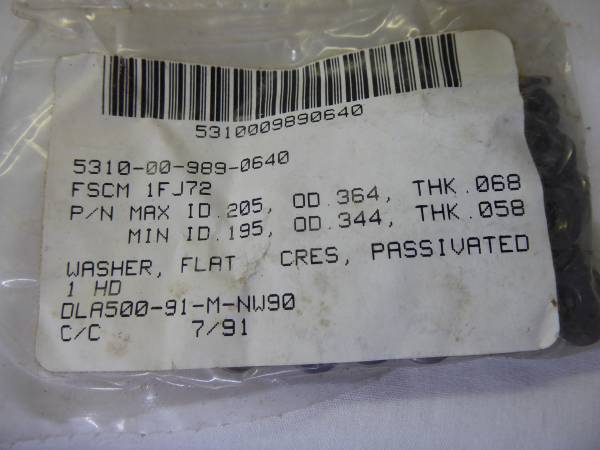 5310009890640
5310-00-989-0640
FSCM 1FJ72
P/N MAX ID.205, OD.364, THK.068
MIN ID.195, OD.344, THK.058
WASHER, FLAT CRES, PASSIVATED
1 HD
DLA500-91-M-NW90
C/C 7/91